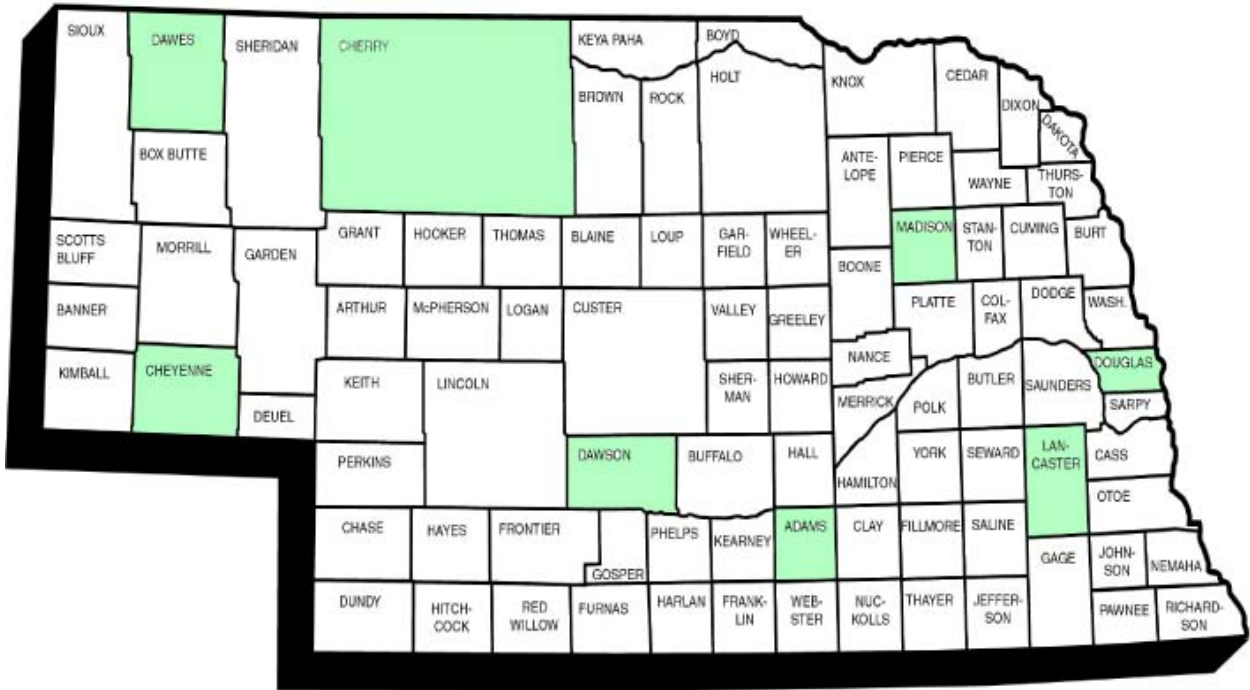 SIOUX
DAWES
SHERIDAN
CHERRY
KEYA PAHA
BOYD
HOLT
BROWN
ROCK
KNOX
CEDAR
DIXON
DAKOTA
BOX BUTTE
ANTE-
LOPE
PIERCE
WAYNE
THURS-
TON
SCOTTS
BLUFF
MORRILL
GARDEN
GRANT
HOOKER
THOMAS
BLAINE
LOUP
GAR-
FIELD
WHEEL-
ER
BOONE
MADISON
STAN-
TON
CUMING
BURT
BANNER
ARTHUR
McPHERSON
LOGAN
CUSTER
VALLEY
GREELEY
PLATTE
COL-
FAX
DODGE
WASH.
KIMBALL
CHEYENNE
DEUEL
KEITH
LINCOLN
SHER-
MAN
HOWARD
NANCE
MERRICK
POLK
BUTLER
SAUNDERS
DOUGLAS
SARPY
PERKINS
DAWSON
BUFFALO
HALL
HAMILTON
YORK
SEWARD
LAN-
CASTER
CASS
OTOE
CHASE
HAYES
FRONTIER
GOSPER
PHELPS
KEARNEY
ADAMS
CLAY
FILLMORE
SALINE
GAGE
JOHN-
SON
NEMAHA
DUNDY
HITCH-
COCK
RED
WILLOW
FURNAS
HARLAN
FRANK-
LIN
WEB-
STER
NUC-
KOLLS
THAYER
JEFFER-
SON
PAWNEE
RICHARD-
SON